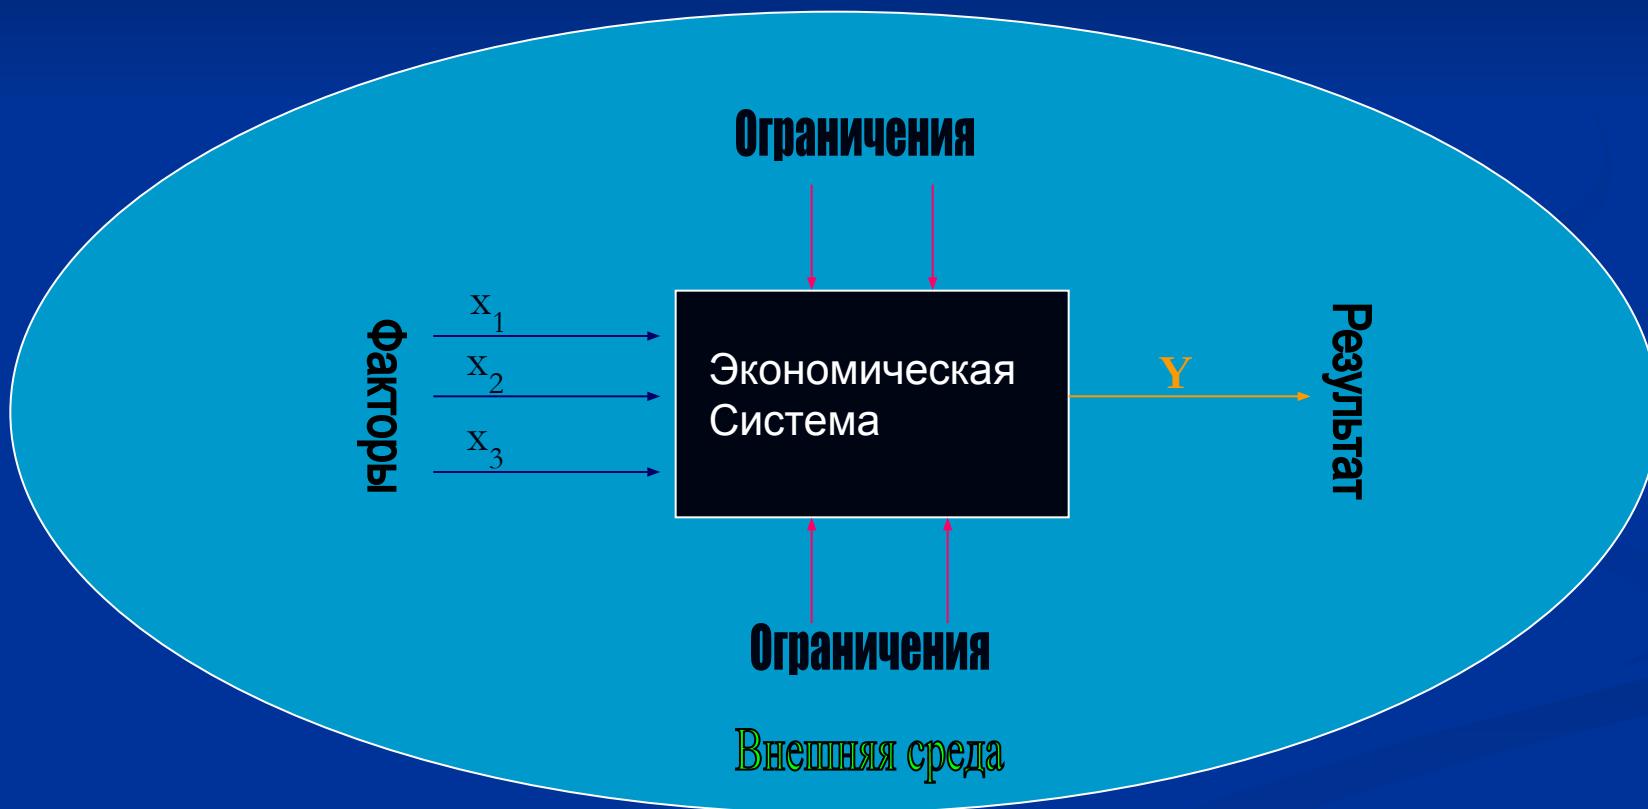 Ограничения
Факторы
x1
x2
x3
Экономическая
Система
Y
Результат
Ограничения
Внешняя среда